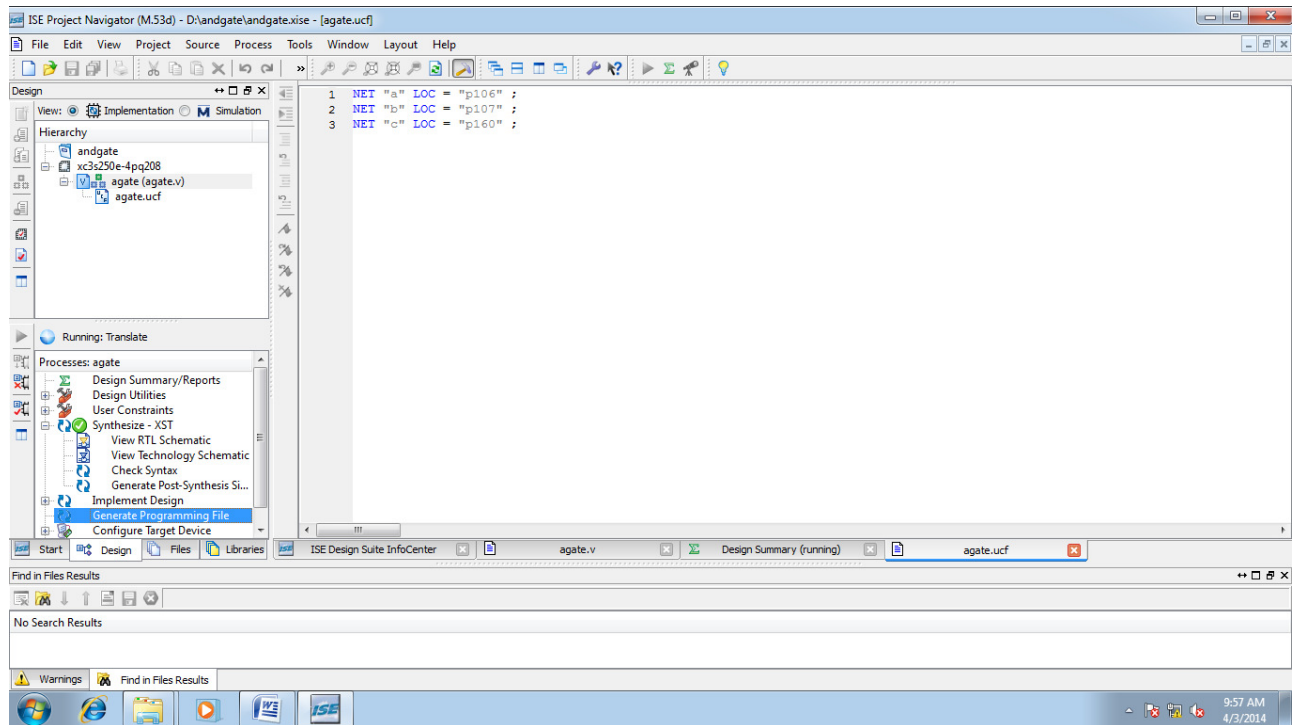 ISE Project Navigator (M.53d) - D:\andgate\andgate.xise - [agate.ucf]
File Edit View Project Source Process Tools Window Layout Help
Design
View: Implementation Simulation
Hierarchy
andgate
xc3s250e-4pq208
agate (agate.v)
agate.ucf
1 NET "a" LOC = "p106" ;
2 NET "b" LOC = "p107" ;
3 NET "c" LOC = "p160" ;
Running: Translate
Processes: agate
Design Summary/Reports
Design Utilities
User Constraints
Synthesize - XST
View RTL Schematic
View Technology Schematic
Check Syntax
Generate Post-Synthesis Si...
Implement Design
Generate Programming File
Configure Target Device
Start Design Files Libraries
ISE Design Suite InfoCenter agate.v Design Summary (running) agate.ucf
Find in Files Results
No Search Results
Warnings Find in Files Results
ISE
9:57 AM
4/3/2014